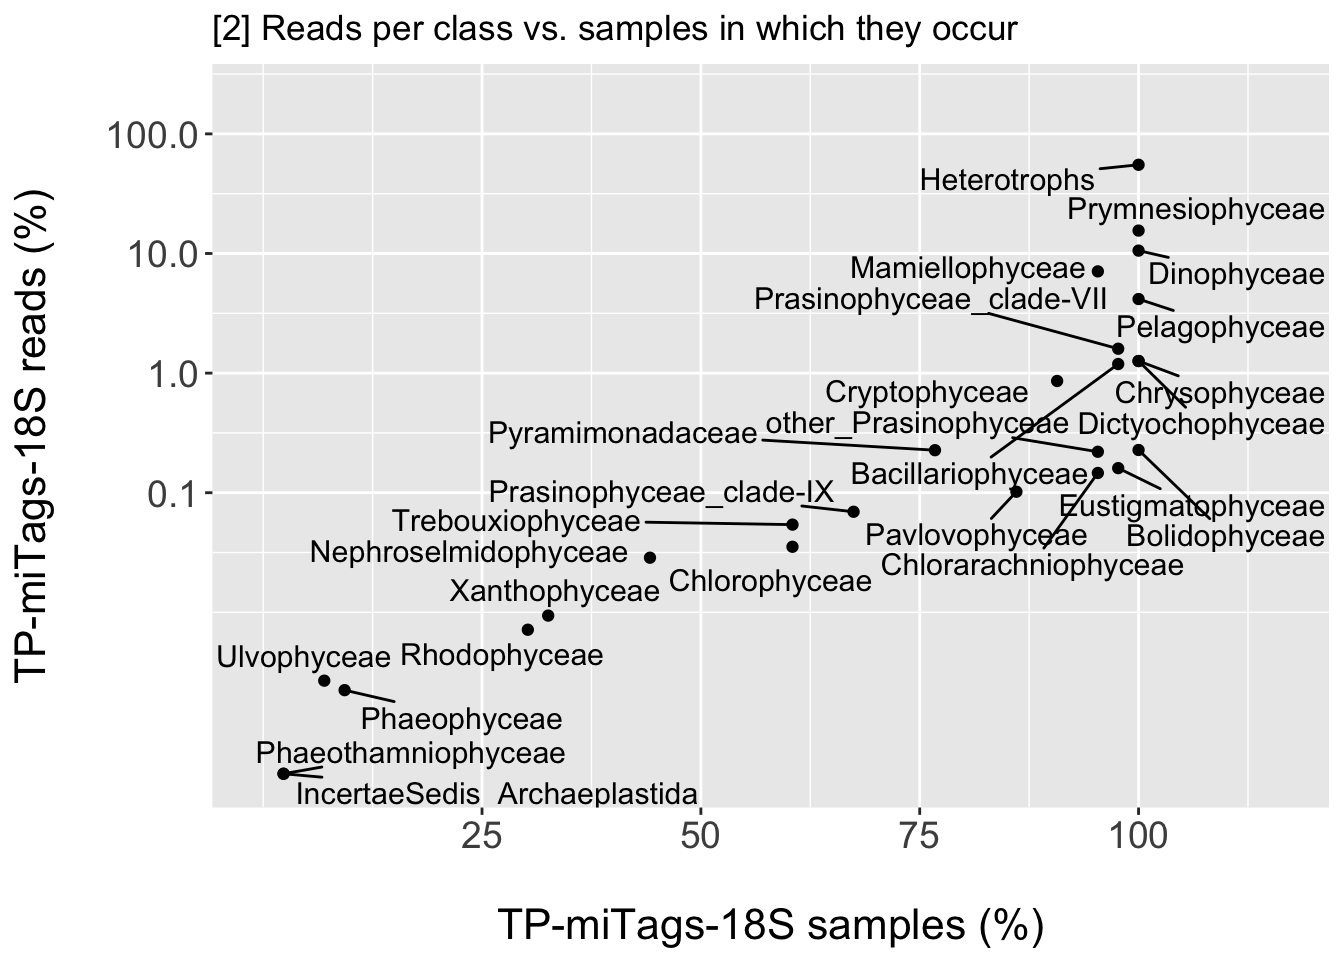 [2] Reads per class vs. samples in which they occur
TP-miTags-18S reads (%)
100.0
10.0
1.0
0.1
Heterotrophs
Prymnesiophyceae
Mamiellophyceae
Dinophyceae
Prasinophyceae_clade-VII
Pelagophyceae
Cryptophyceae
Chrysophyceae
other_Prasinophyceae
Dictyochophyceae
Pyramimonadaceae
Bacillariophyceae
Prasinophyceae_clade-IX
Eustigmatophyceae
Trebouxiophyceae
Pavlovophyceae
Bolidophyceae
Nephroselmidophyceae
Chlorarachniophyceae
Chlorophyceae
Xanthophyceae
Ulvophyceae
Rhodophyceae
Phaeophyceae
Phaeothamniophyceae
IncertaeSedis_Archaeplastida
25
50
75
100
TP-miTags-18S samples (%)